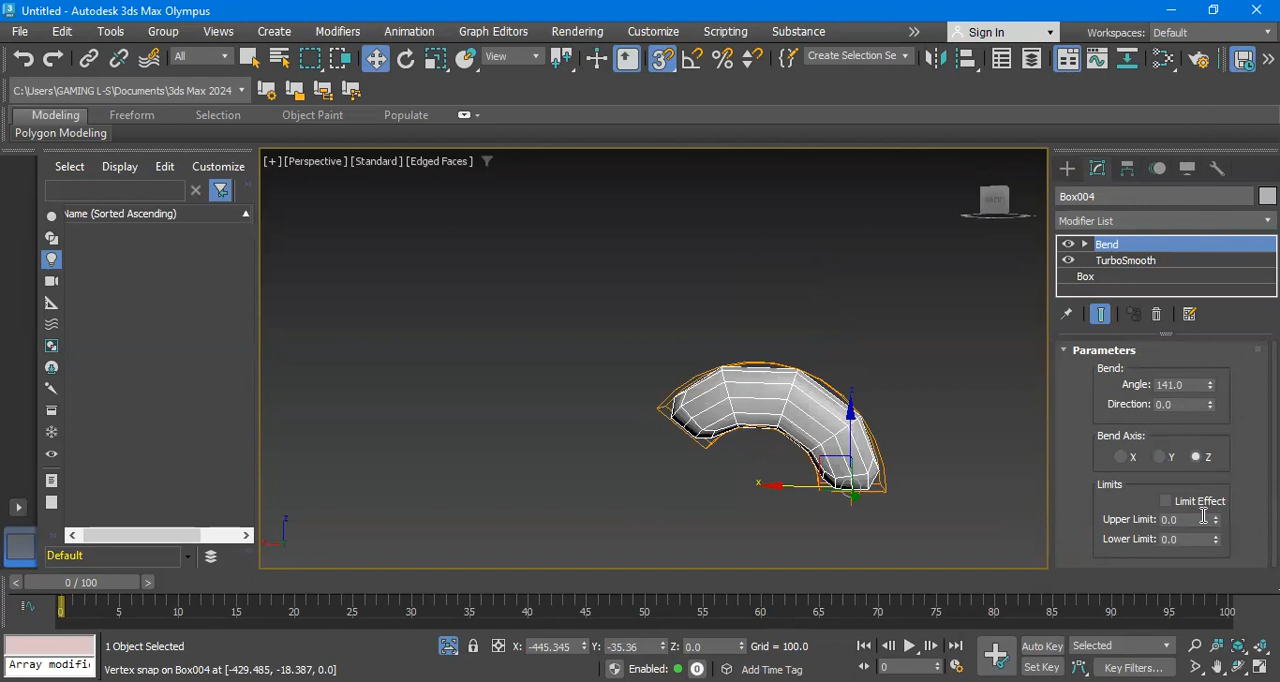 Untitled - Autodesk 3ds Max Olympus
File Edit Tools Group Views Create Modifiers Animation Graph Editors Rendering Customize Scripting Substance Sign In Workspaces: Default
All View Create Selection Se
C:\Users\GAMING L-S\Documents\3ds Max 2024
Modeling Freeform Selection Object Paint Populate
Polygon Modeling
Select Display Edit Customize
Name (Sorted Ascending)
[+] [Perspective] [Standard] [Edged Faces]
Box004
Modifier List
Bend
TurboSmooth
Box
Parameters
Bend:
Angle: 141.0
Direction: 0.0
Bend Axis:
X Y Z
Limits
Limit Effect
Upper Limit: 0.0
Lower Limit: 0.0
z
x
z
Default
0 / 100
0 5 10 15 20 25 30 35 40 45 50 55 60 65 70 75 80 85 90 95 100
1 Object Selected X: -445.345 Y: -35.36 Z: 0.0 Grid = 100.0 Auto Key Selected
Array modifi Vertex snap on Box004 at [-429.485, -18.387, 0.0] Enabled: 0 Add Time Tag 0 Set Key Key Filters...